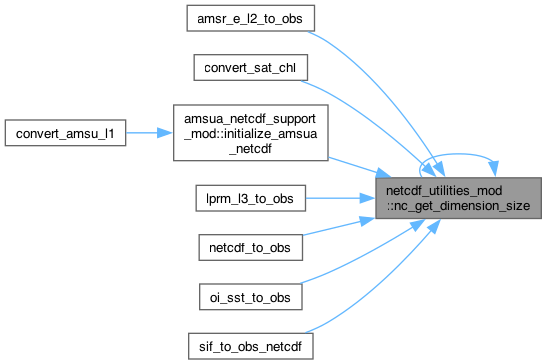 amsr_e_l2_to_obs
convert_sat_chl
convert_amsu_l1
amsua_netcdf_support
_mod::initialize_amsua
_netcdf
lprm_l3_to_obs
netcdf_utilities_mod
::nc_get_dimension_size
netcdf_to_obs
oi_sst_to_obs
sif_to_obs_netcdf